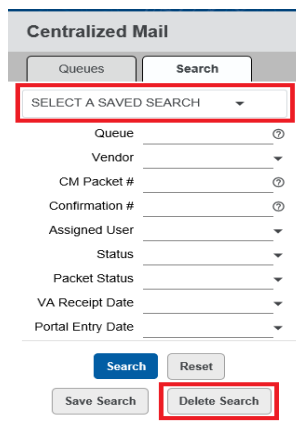 Centralized Mail
Queues Search
SELECT A SAVED SEARCH
Queue
Vendor
CM Packet #
Confirmation #
Assigned User
Status
Packet Status
VA Receipt Date
Portal Entry Date
Search Reset
Save Search Delete Search